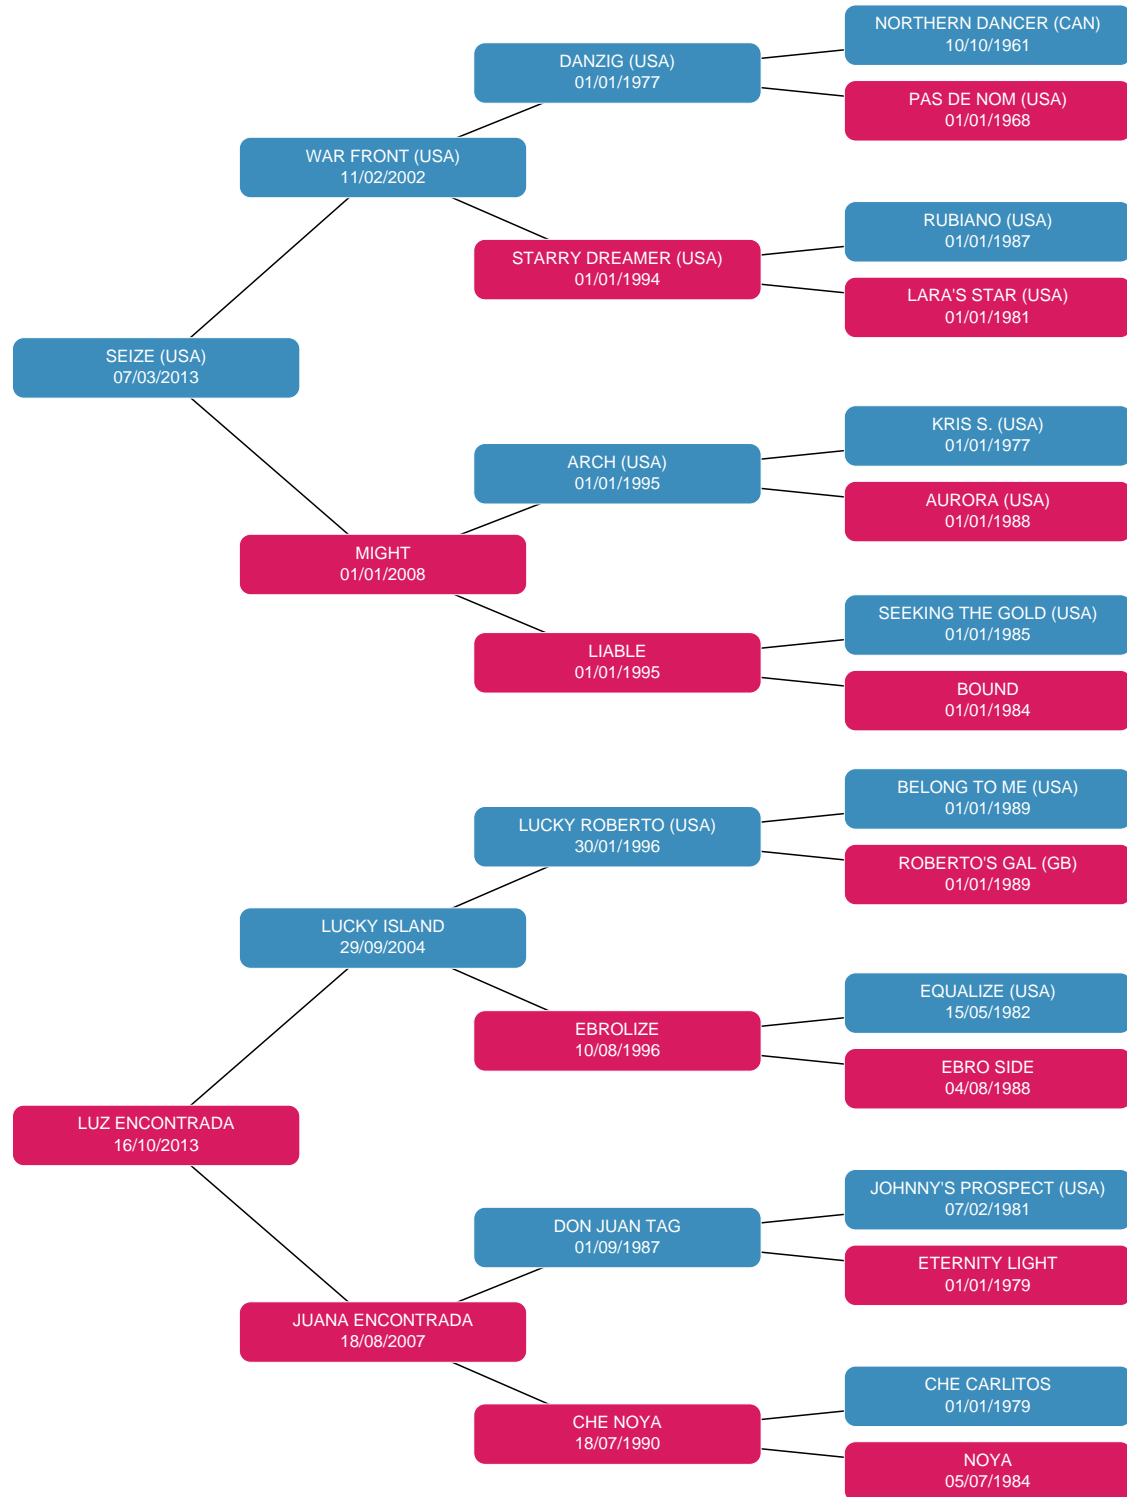 NORTHERN DANCER (CAN)
10/10/1961
DANZIG (USA)
01/01/1977
PAS DE NOM (USA)
01/01/1968
WAR FRONT (USA)
11/02/2002
RUBIANO (USA)
01/01/1987
STARRY DREAMER (USA)
01/01/1994
LARA'S STAR (USA)
01/01/1981
SEIZE (USA)
07/03/2013
KRIS S. (USA)
01/01/1977
ARCH (USA)
01/01/1995
AURORA (USA)
01/01/1988
MIGHT
01/01/2008
SEEKING THE GOLD (USA)
01/01/1985
LIABLE
01/01/1995
BOUND
01/01/1984
BELONG TO ME (USA)
01/01/1989
LUCKY ROBERTO (USA)
30/01/1996
ROBERTO'S GAL (GB)
01/01/1989
LUCKY ISLAND
29/09/2004
EQUALIZE (USA)
15/05/1982
EBROLIZE
10/08/1996
EBRO SIDE
04/08/1988
LUZ ENCONTRADA
16/10/2013
JOHNNY'S PROSPECT (USA)
07/02/1981
DON JUAN TAG
01/09/1987
ETERNITY LIGHT
01/01/1979
JUANA ENCONTRADA
18/08/2007
CHE CARLITOS
01/01/1979
CHE NOYA
18/07/1990
NOYA
05/07/1984